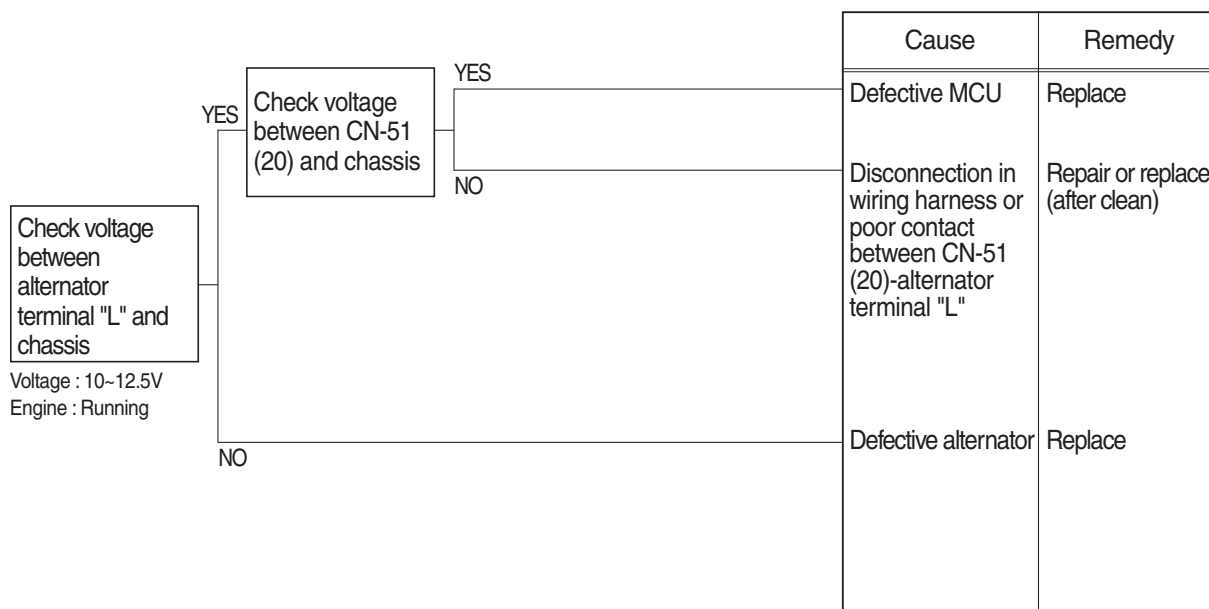 Cause
Remedy
YES
Defective MCU
Replace
YES
Check voltage
between CN-51
(20) and chassis
NO
Disconnection in
wiring harness or
poor contact
between CN-51
(20)-alternator
terminal "L"
Repair or replace
(after clean)
Check voltage
between
alternator
terminal "L" and
chassis
Voltage : 10~12.5V
Engine : Running
NO
Defective alternator
Replace